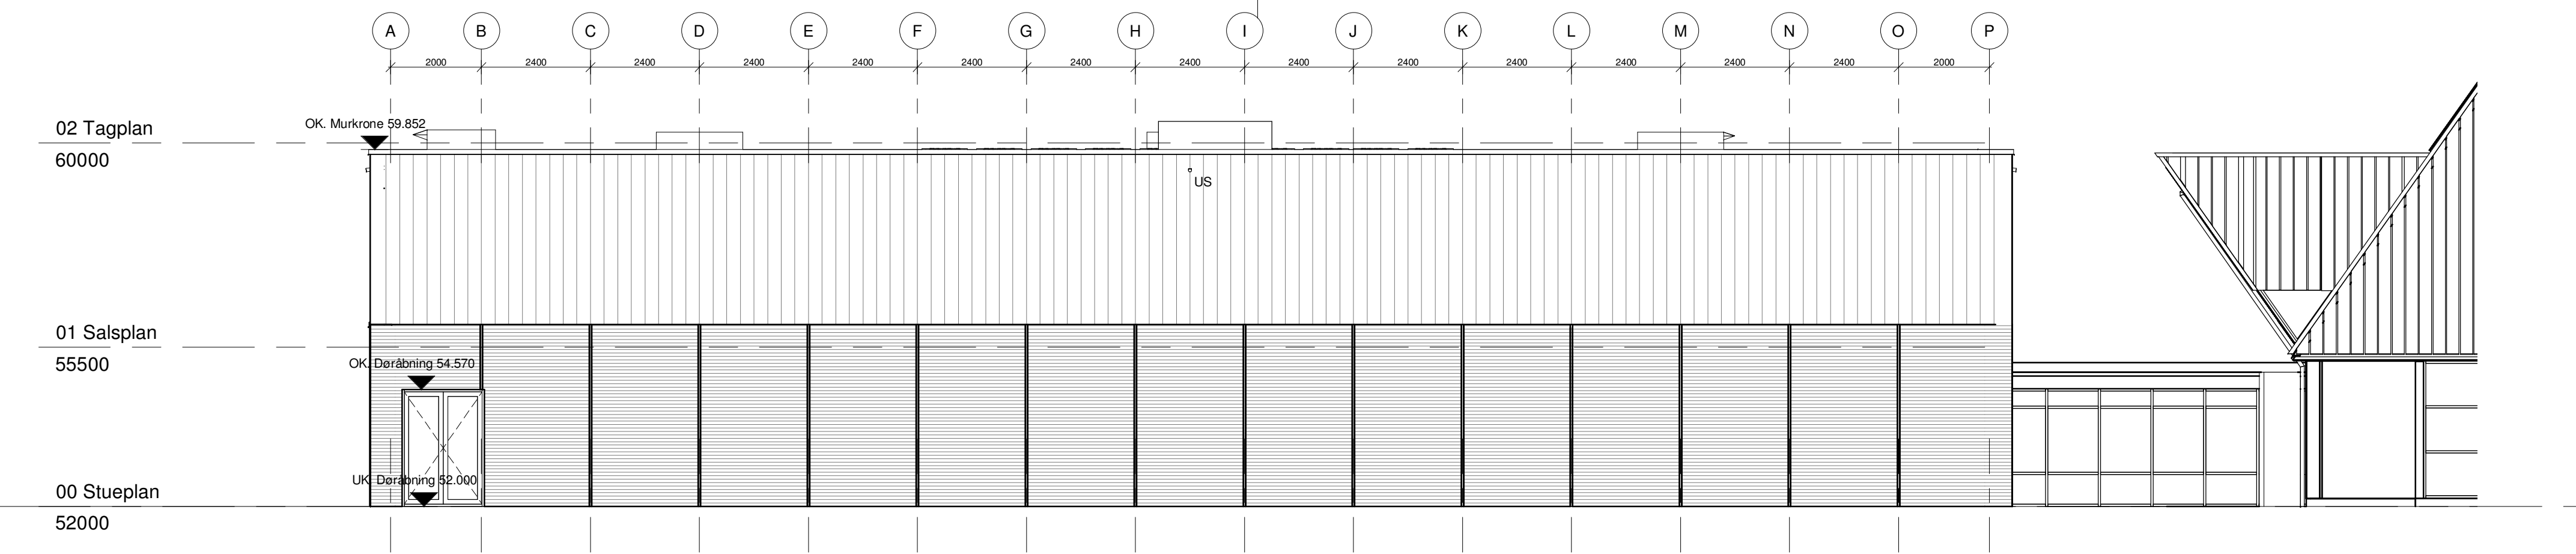 A B C D E F G H I J K L M N O P
2000 2400 2400 2400 2400 2400 2400 2400 2400 2400 2400 2400 2400 2400 2000
OK. Murkrone 59.852
02 Tagplan
60000
US
01 Salsplan
55500
OK. Døråbning 54.570
UK. Døråbning 52.000
00 Stueplan
52000